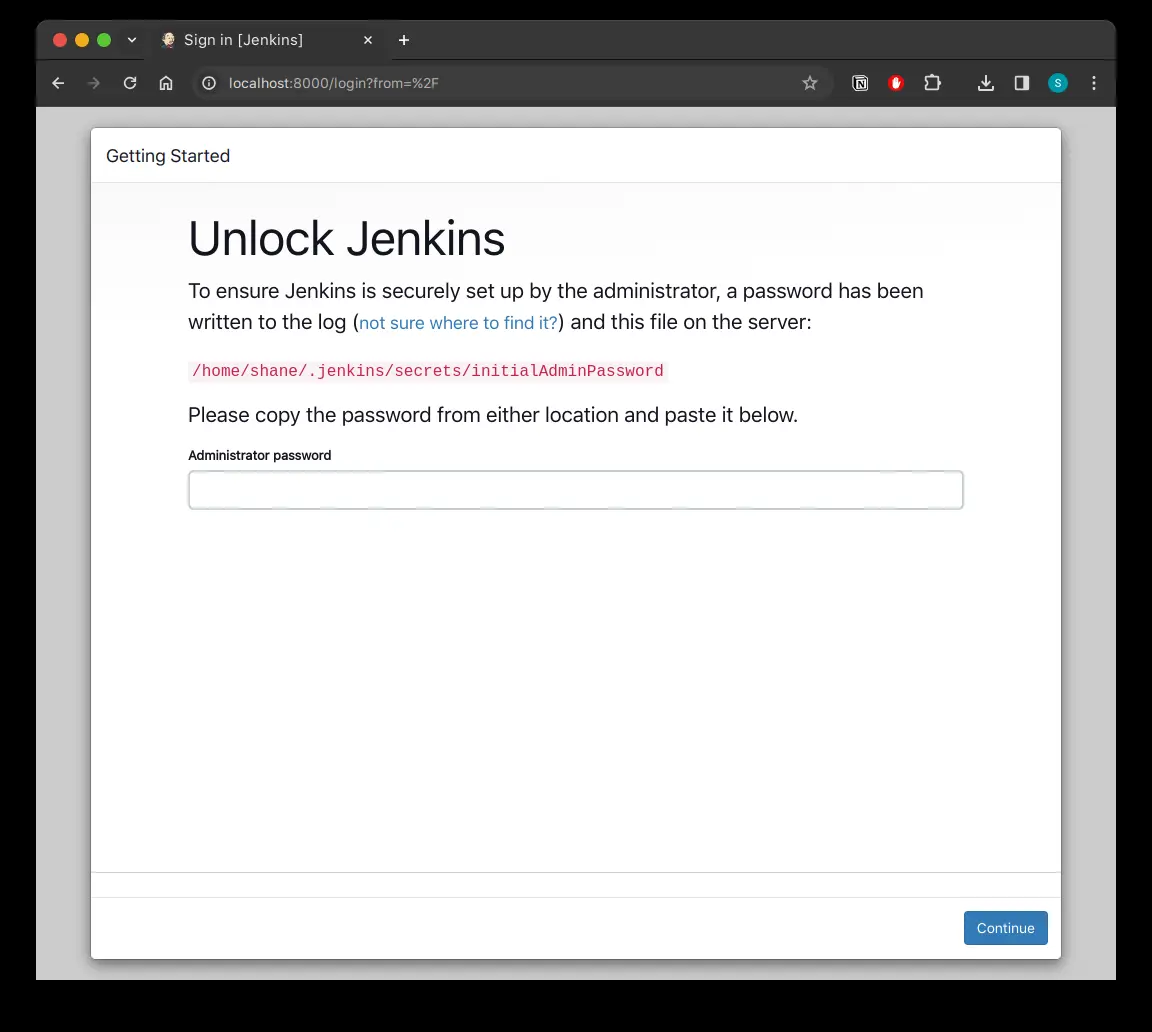 Sign in [Jenkins]
localhost:8000/login?from=%2F
S
Getting Started
Unlock Jenkins
To ensure Jenkins is securely set up by the administrator, a password has been
written to the log (not sure where to find it?) and this file on the server:
/home/shane/.jenkins/secrets/initialAdminPassword
Please copy the password from either location and paste it below.
Administrator password
Continue